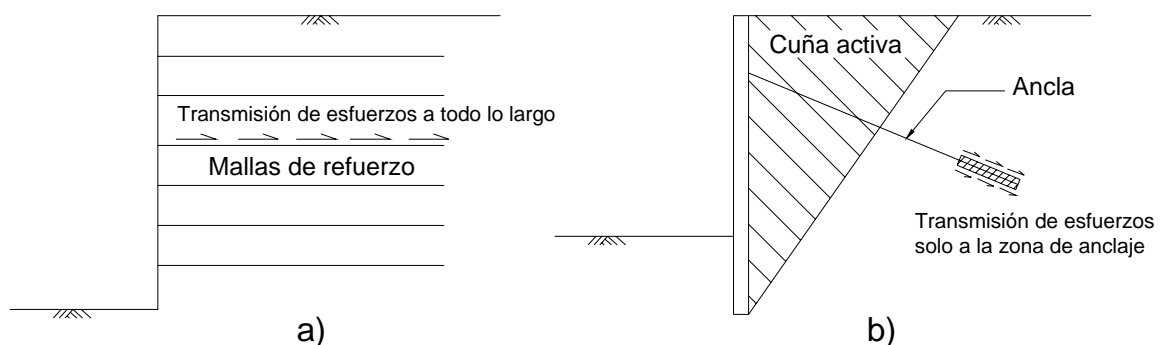 Transmisión de esfuerzos a todo lo largo
Mallas de refuerzo
a)
Cuña activa
Ancla
Transmisión de esfuerzos
solo a la zona de anclaje
b)